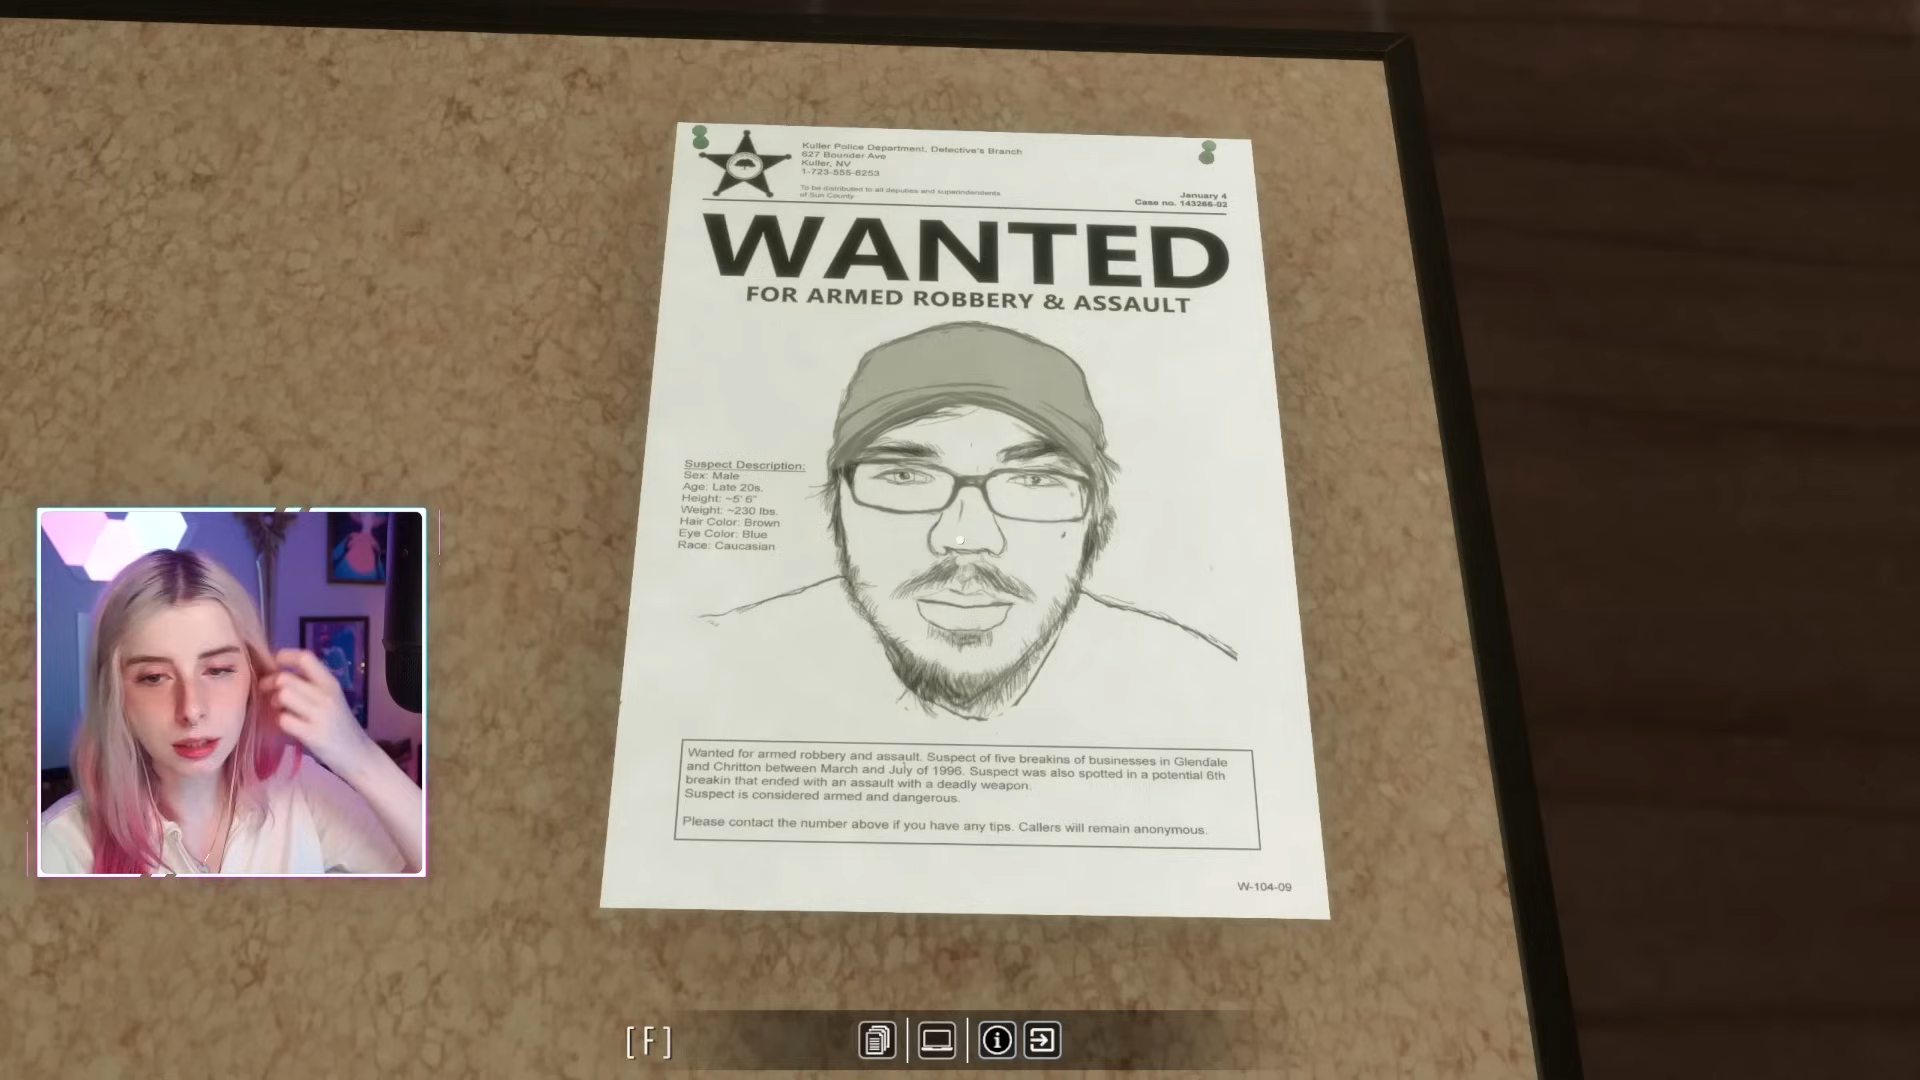 Kuller Police Department, Detective's Branch
627 Bounder Ave
Kuller, NV
1-723-555-8253
To be distributed to all deputies and superintendents
of Sun County
January 4
Case no. 143266-02
WANTED
FOR ARMED ROBBERY & ASSAULT
Suspect Description:
Sex: Male
Age: Late 20s.
Height: ~5' 6"
Weight: ~230 lbs.
Hair Color: Brown
Eye Color: Blue
Race: Caucasian
Wanted for armed robbery and assault. Suspect of five breakins of businesses in Glendale
and Chritton between March and July of 1996. Suspect was also spotted in a potential 6th
breakin that ended with an assault with a deadly weapon.
Suspect is considered armed and dangerous.
Please contact the number above if you have any tips. Callers will remain anonymous.
W-104-09
[F]